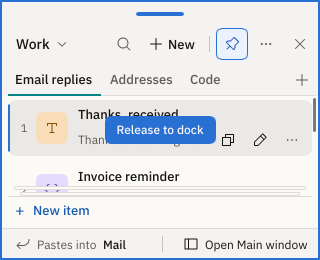 Work
+ New
Email replies Addresses Code
1 T Thanks, received
Release to dock
Invoice reminder
+ New item
Pastes into Main
Open Main window